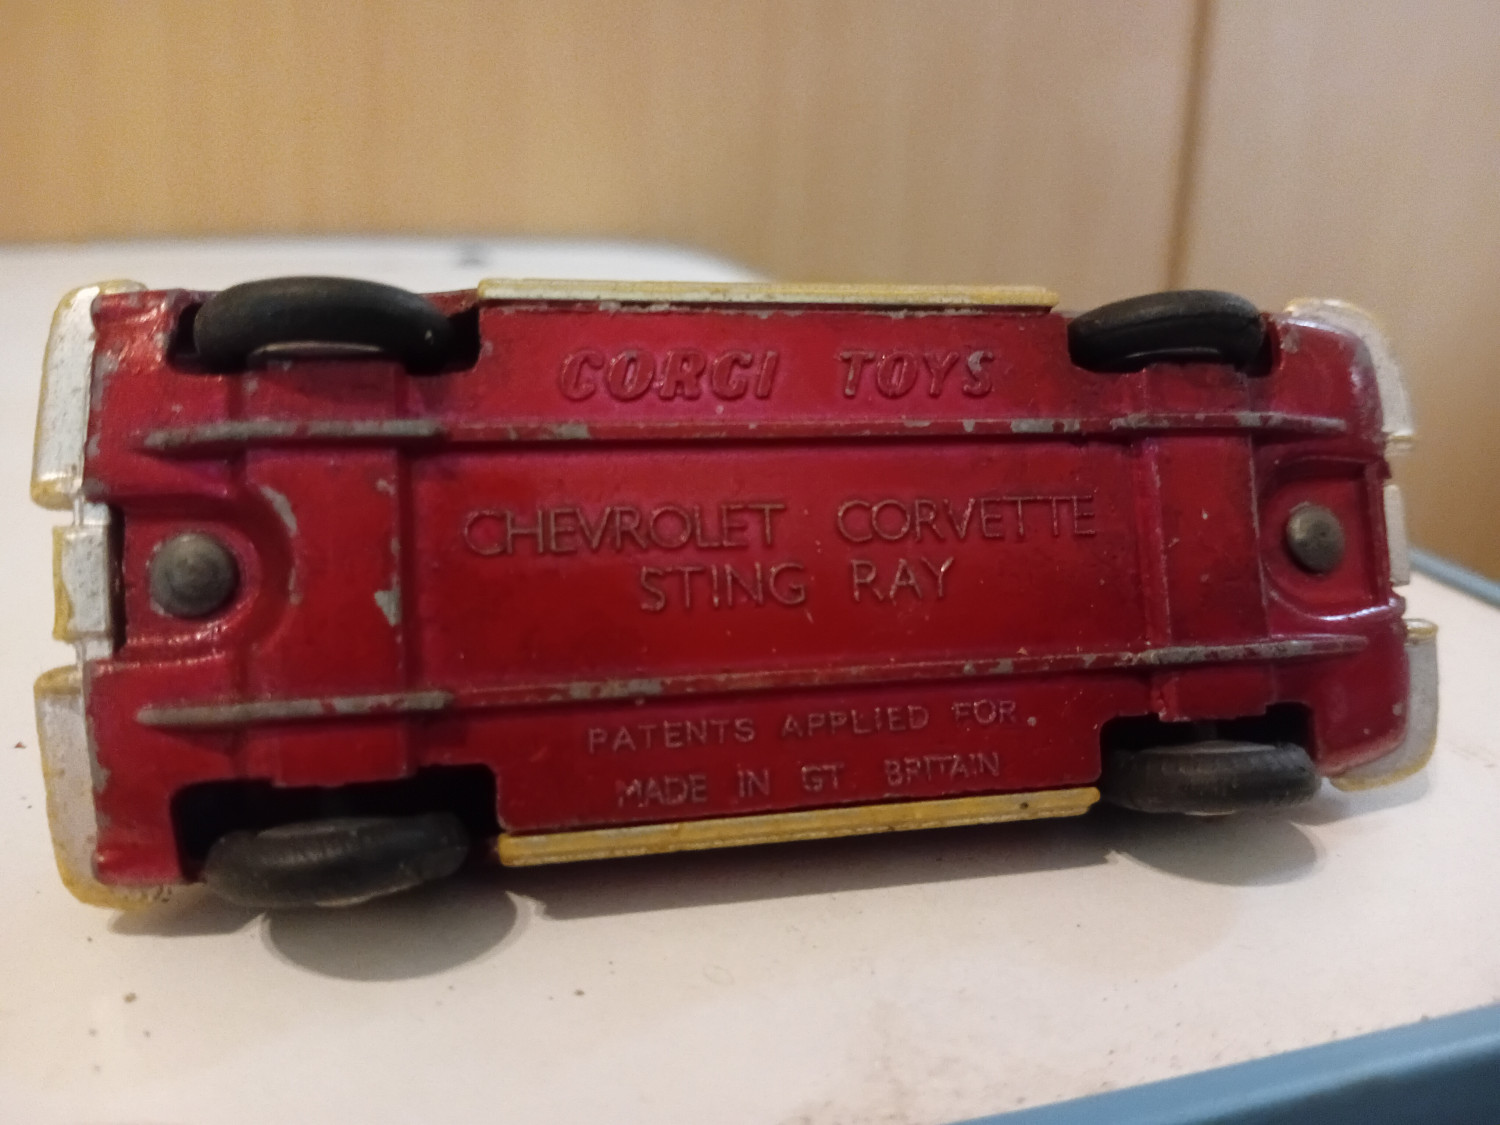 CORGI TOYS
CHEVROLET CORVETTE
STING RAY
PATENTS APPLIED FOR.
MADE IN GT BRITAIN